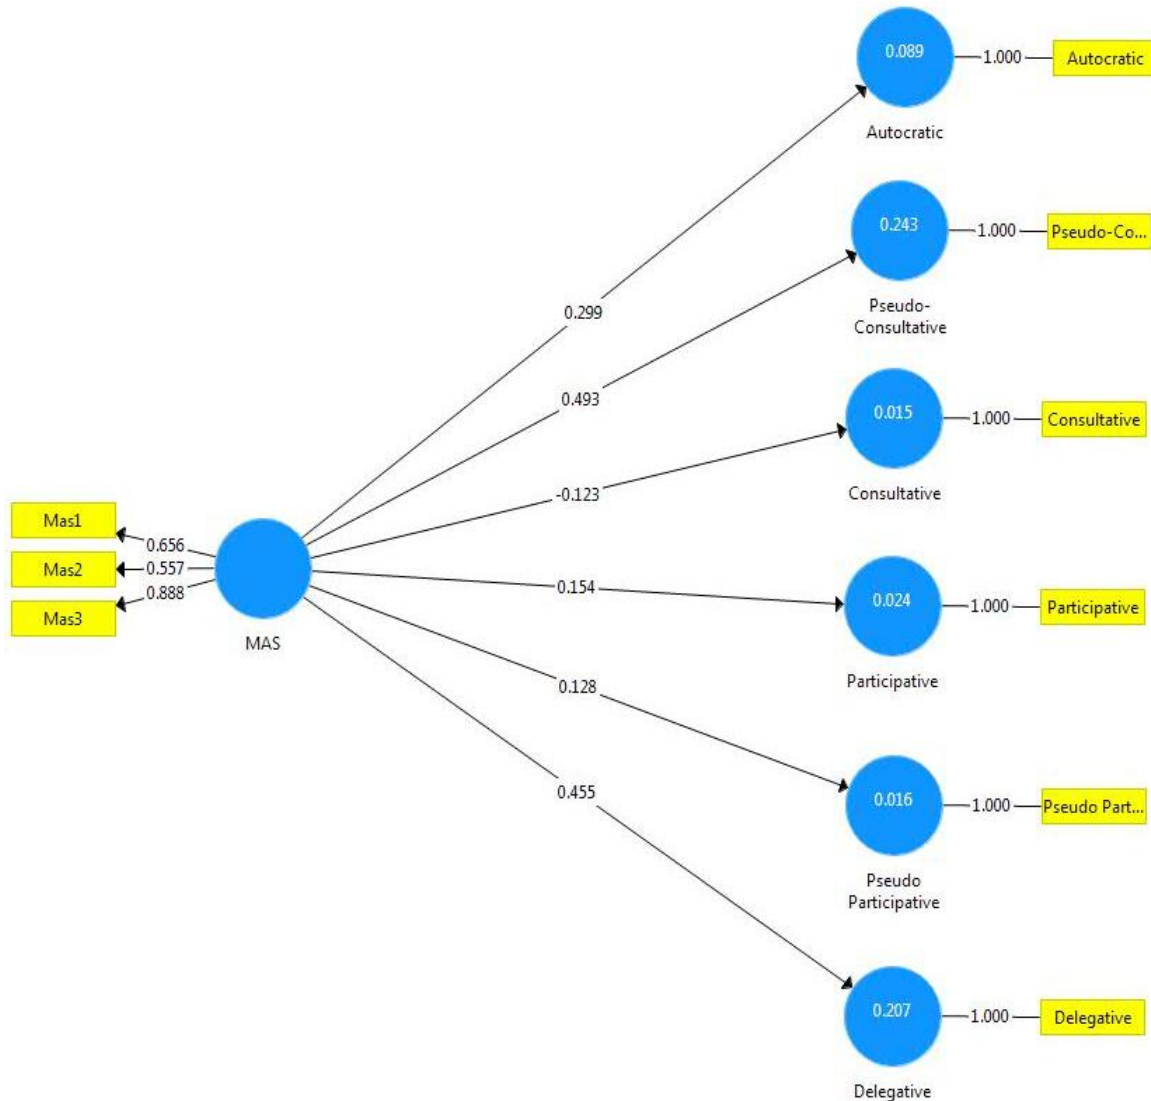 0.089
1.000
Autocratic
Autocratic
0.243
1.000
Pseudo-Co...
Pseudo-
Consultative
0.299
0.493
0.015
1.000
Consultative
Consultative
-0.123
Mas1
0.656
Mas2
0.557
Mas3
0.888
MAS
0.154
0.024
1.000
Participative
Participative
0.128
0.016
1.000
Pseudo Part...
Pseudo
Participative
0.455
0.207
1.000
Delegative
Delegative